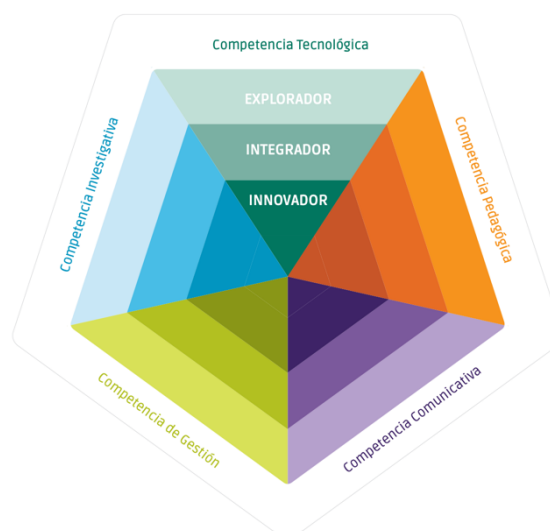 Competencia Tecnológica
EXPLORADOR
INTEGRADOR
INNOVADOR
Competencia Investigativa
Competencia Pedagógica
Competencia de Gestión
Competencia Comunicativa